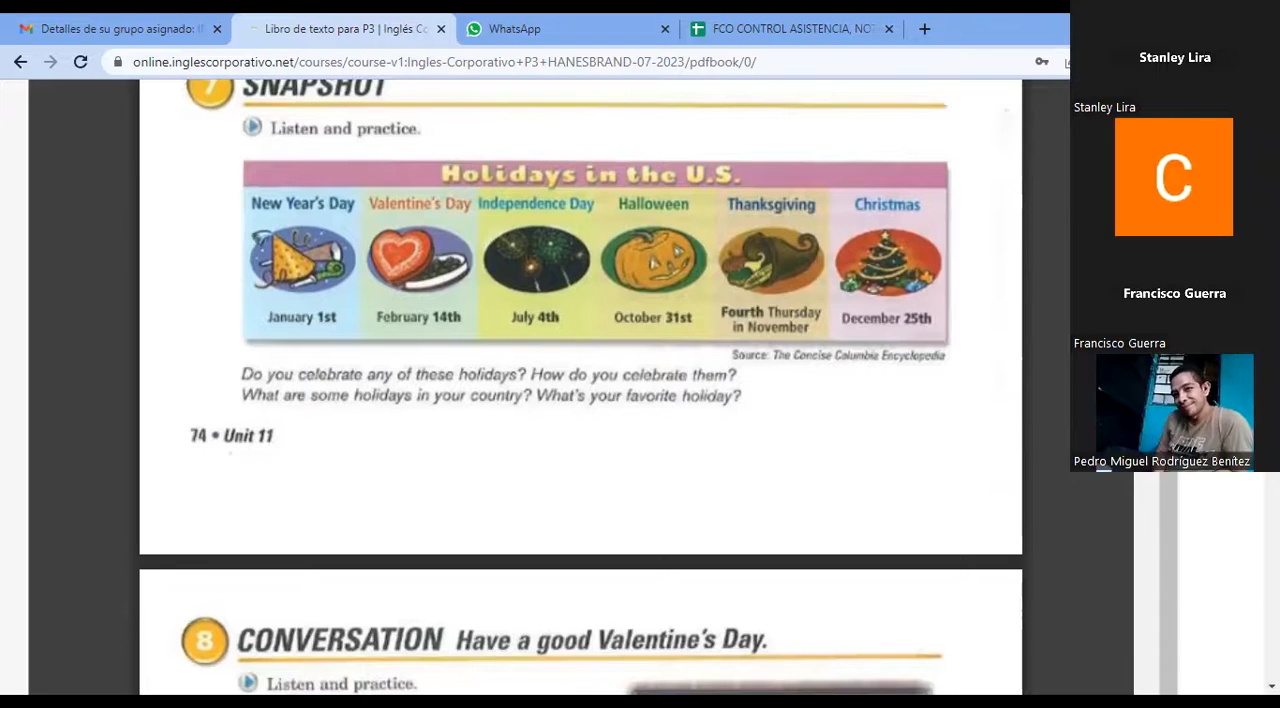 Detalles de su grupo asignado: (
Libro de texto para P3 | Inglés Co
WhatsApp
FCO CONTROL ASISTENCIA, NOT
online.inglescorporativo.net/courses/course-v1:Ingles-Corporativo+P3+HANESBRAND-07-2023/pdfbook/0/
7 SNAPSHOT
Listen and practice.
Holidays in the U.S.
New Year's Day Valentine's Day Independence Day Halloween Thanksgiving Christmas
January 1st February 14th July 4th October 31st Fourth Thursday in November December 25th
Source: The Concise Columbia Encyclopedia
Do you celebrate any of these holidays? How do you celebrate them?
What are some holidays in your country? What's your favorite holiday?
74 • Unit 11
8 CONVERSATION Have a good Valentine's Day.
Listen and practice.
Stanley Lira
Stanley Lira
C
Francisco Guerra
Francisco Guerra
Pedro Miguel Rodríguez Benítez